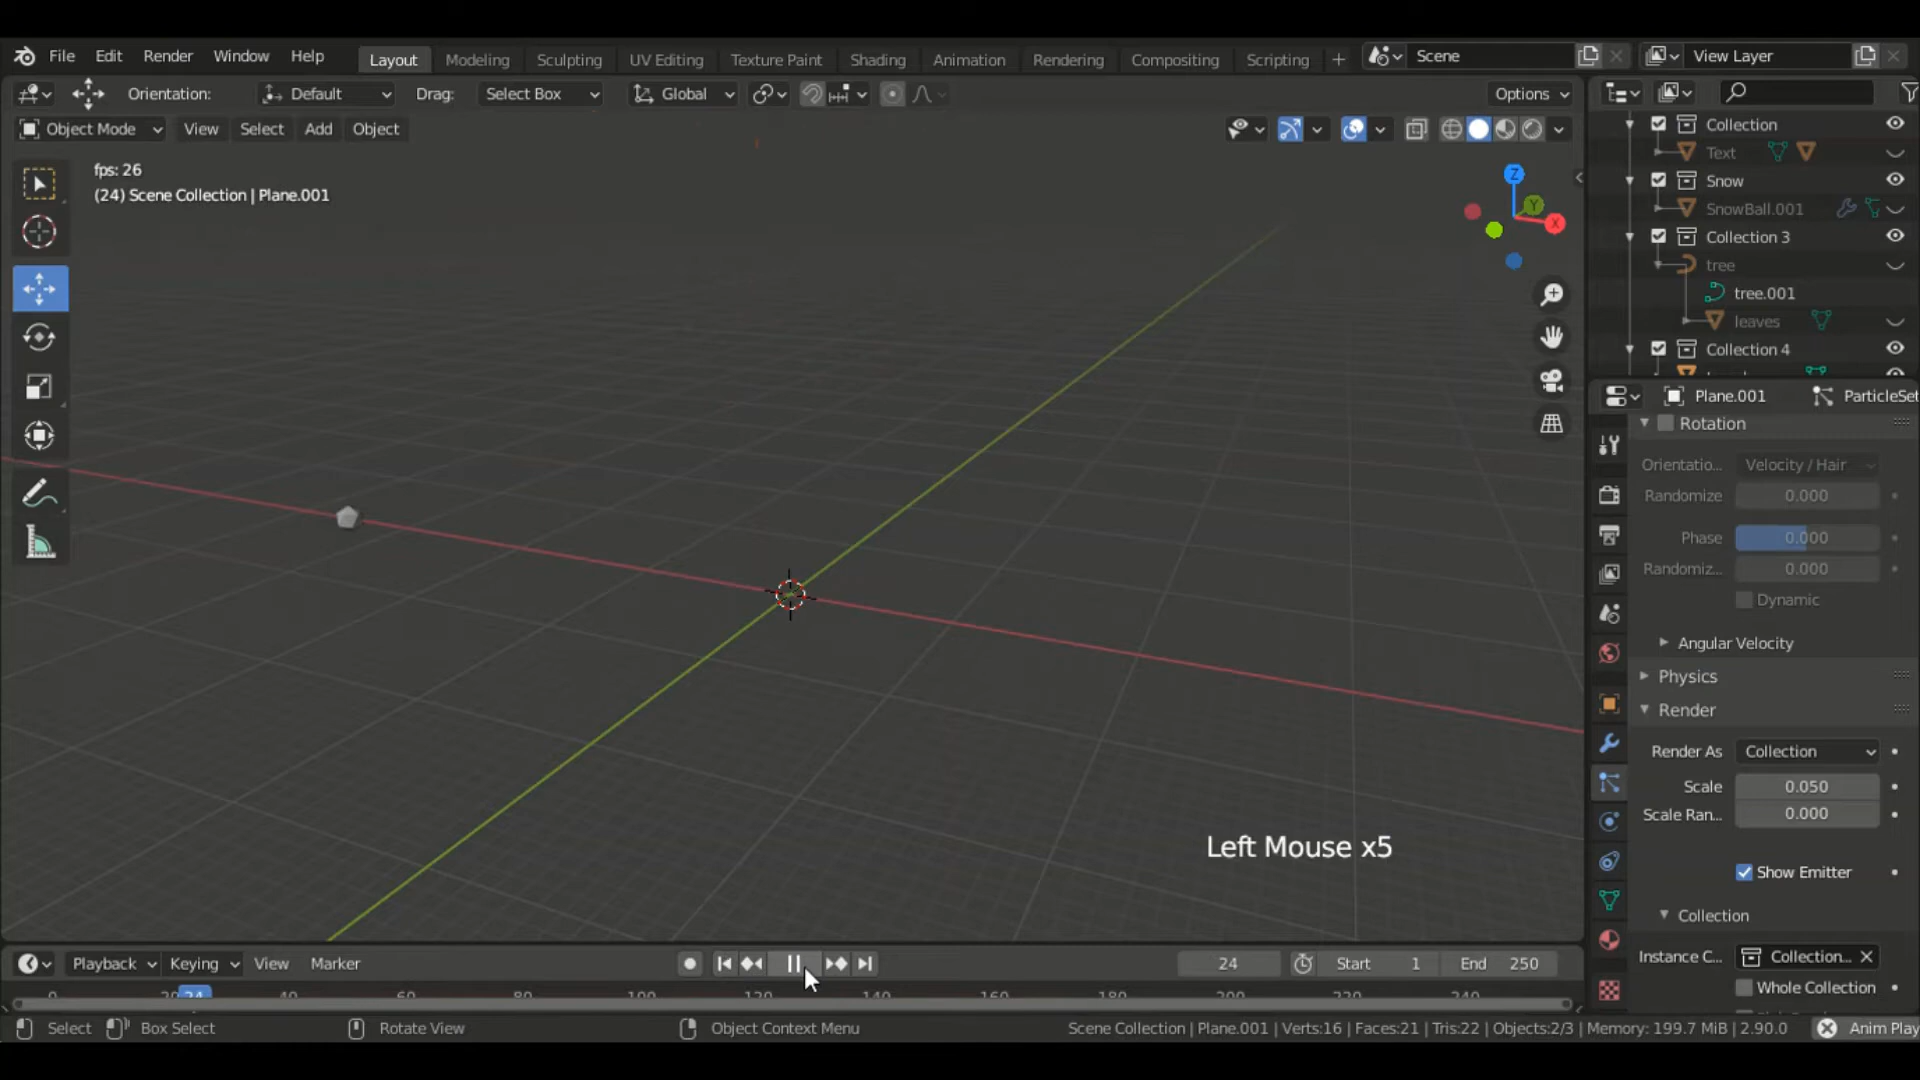 File Edit Render Window Help Layout Modeling Sculpting UV Editing Texture Paint Shading Animation Rendering Compositing Scripting + Scene View Layer
Orientation: Default Drag: Select Box Global Options
Object Mode View Select Add Object
fps: 26
(24) Scene Collection | Plane.001
Z
Y
X
Collection
Text
Snow
SnowBall.001
Collection 3
tree
tree.001
leaves
Collection 4
Plane.001 ParticleSet
Rotation
Orientatio... Velocity / Hair
Randomize 0.000
Phase 0.000
Randomiz... 0.000
Dynamic
Angular Velocity
Physics
Render
Render As Collection
Scale 0.050
Scale Ran... 0.000
Show Emitter
Collection
Instance C... Collection...
Whole Collection
Left Mouse x5
Playback Keying View Marker 24 Start 1 End 250
0 20 24 40 60 80 100 120 140 160 180 200 220 240
Select Box Select Rotate View Object Context Menu Scene Collection | Plane.001 | Verts:16 | Faces:21 | Tris:22 | Objects:2/3 | Memory: 199.7 MiB | 2.90.0 Anim Play